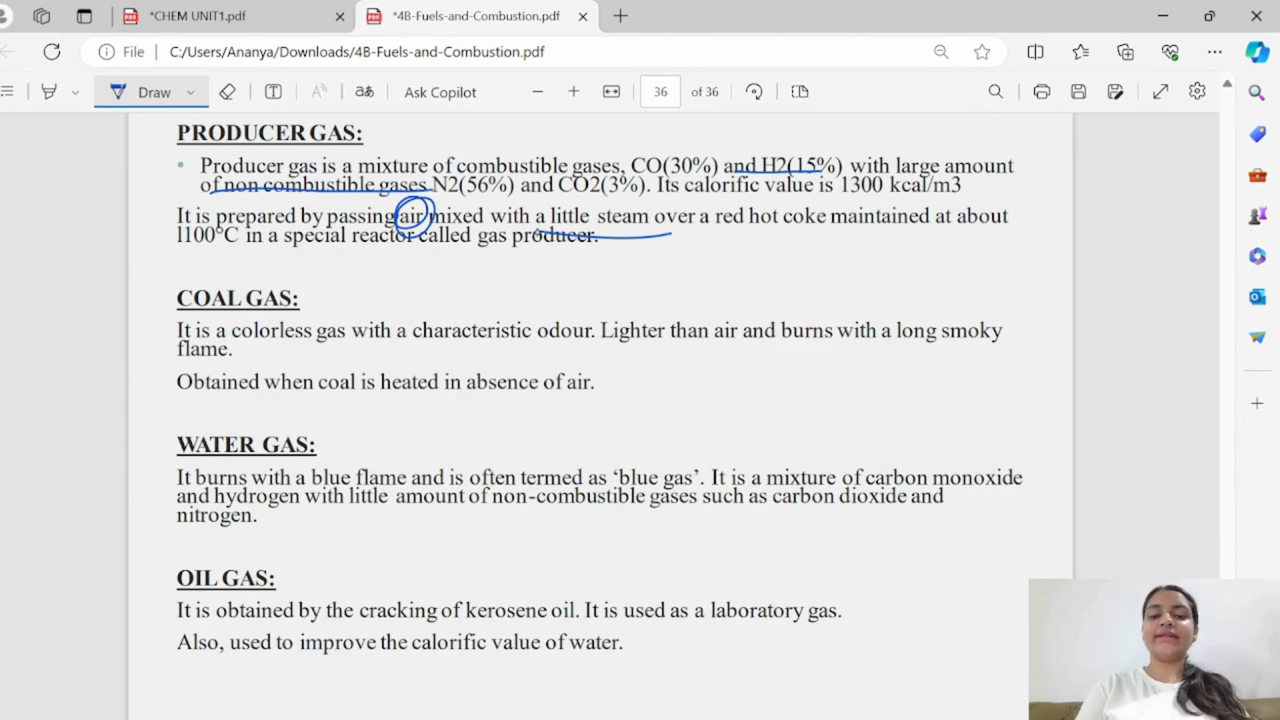 *CHEM UNIT1.pdf
*4B-Fuels-and-Combustion.pdf
File | C:/Users/Ananya/Downloads/4B-Fuels-and-Combustion.pdf
Draw
Ask Copilot
36 of 36
PRODUCER GAS:
• Producer gas is a mixture of combustible gases, CO(30%) and H2(15%) with large amount
of non combustible gases N2(56%) and CO2(3%). Its calorific value is 1300 kcal/m3
It is prepared by passing air mixed with a little steam over a red hot coke maintained at about
l100°C in a special reactor called gas producer.
COAL GAS:
It is a colorless gas with a characteristic odour. Lighter than air and burns with a long smoky
flame.
Obtained when coal is heated in absence of air.
WATER GAS:
It burns with a blue flame and is often termed as ‘blue gas’. It is a mixture of carbon monoxide
and hydrogen with little amount of non-combustible gases such as carbon dioxide and
nitrogen.
OIL GAS:
It is obtained by the cracking of kerosene oil. It is used as a laboratory gas.
Also, used to improve the calorific value of water.